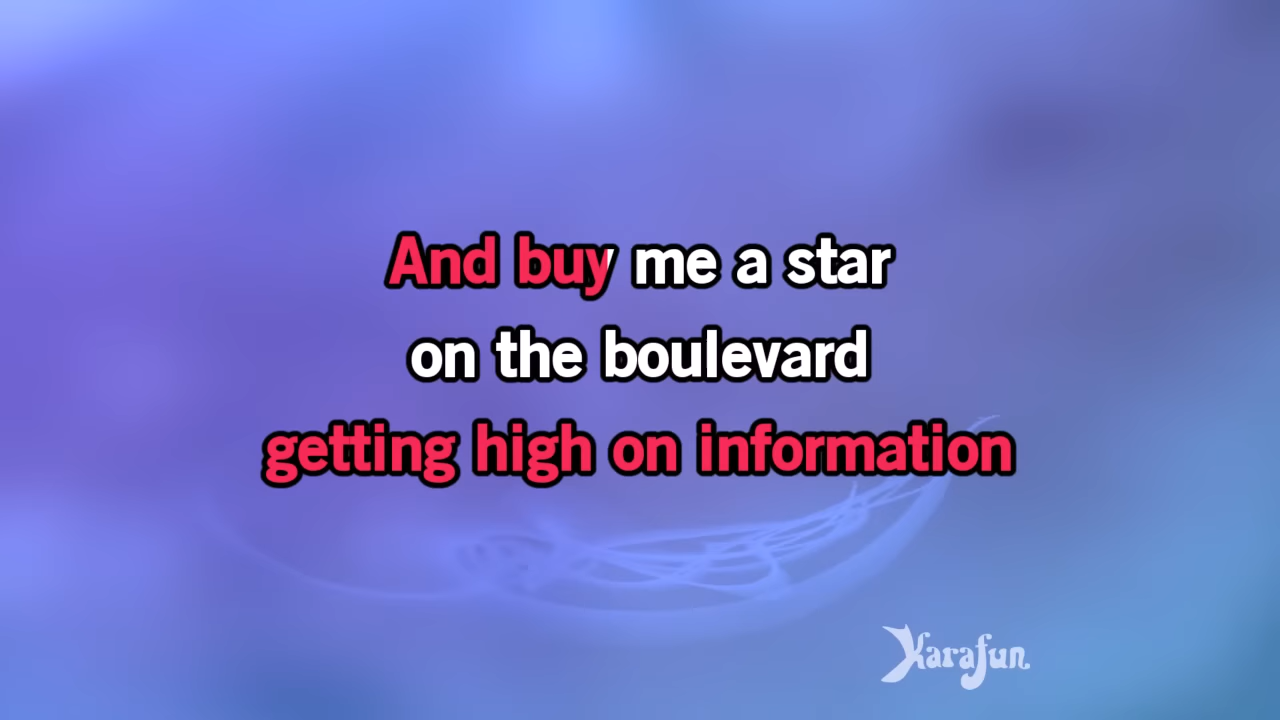 And buy me a star
on the boulevard
getting high on information
Karafun